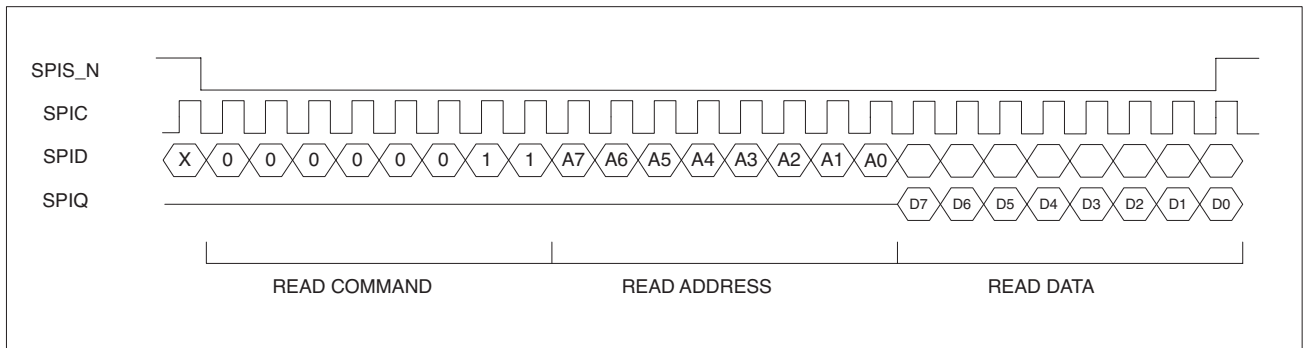 SPIS_N
SPIC
SPID X 0 0 0 0 0 0 1 1 A7 A6 A5 A4 A3 A2 A1 A0
SPIQ D7 D6 D5 D4 D3 D2 D1 D0
READ COMMAND READ ADDRESS READ DATA